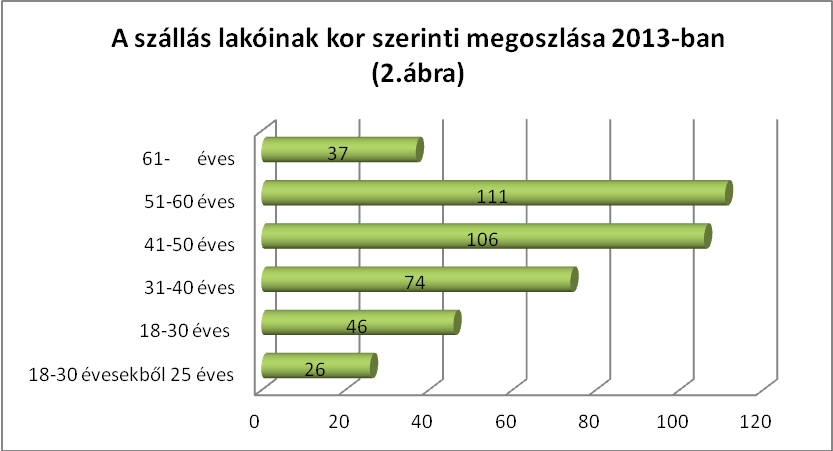 A szállás lakóinak kor szerinti megoszlása 2013-ban
(2.ábra)
61- éves 37
51-60 éves 111
41-50 éves 106
31-40 éves 74
18-30 éves 46
18-30 évesekből 25 éves 26
0 20 40 60 80 100 120